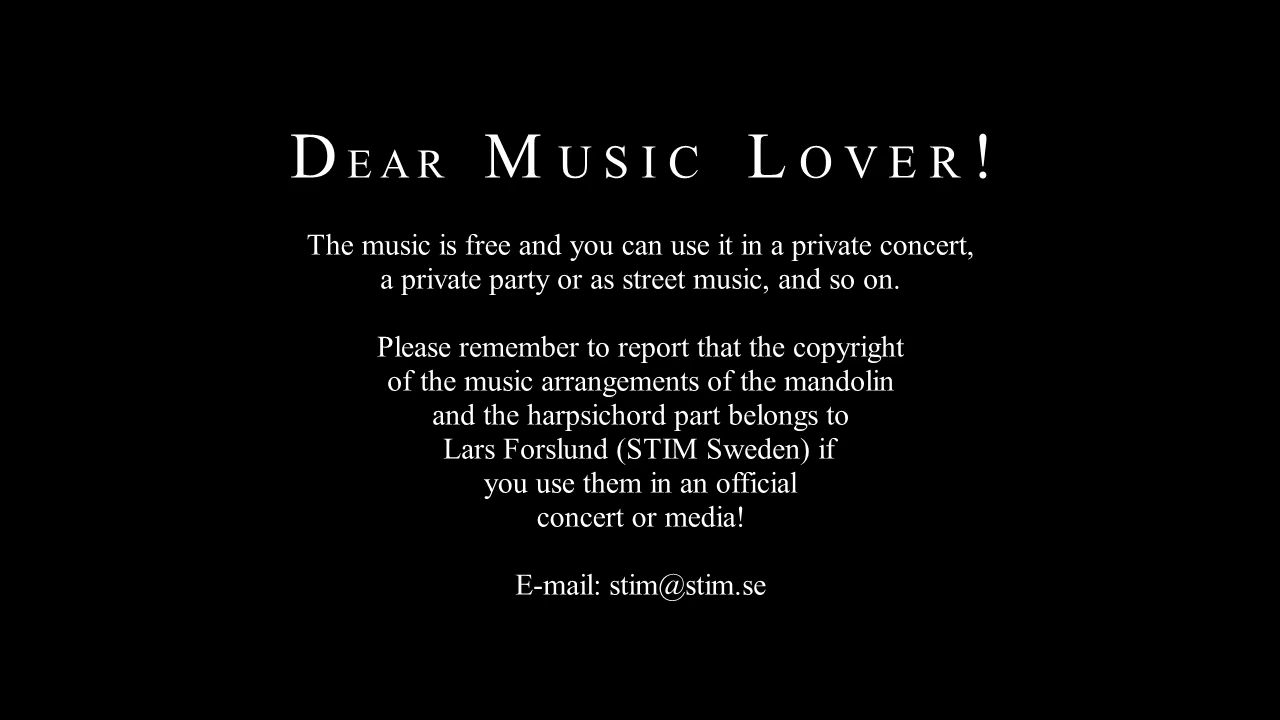 DEAR MUSIC LOVER!
The music is free and you can use it in a private concert,
a private party or as street music, and so on.
Please remember to report that the copyright
of the music arrangements of the mandolin
and the harpsichord part belongs to
Lars Forslund (STIM Sweden) if
you use them in an official
concert or media!
E-mail: stim@stim.se